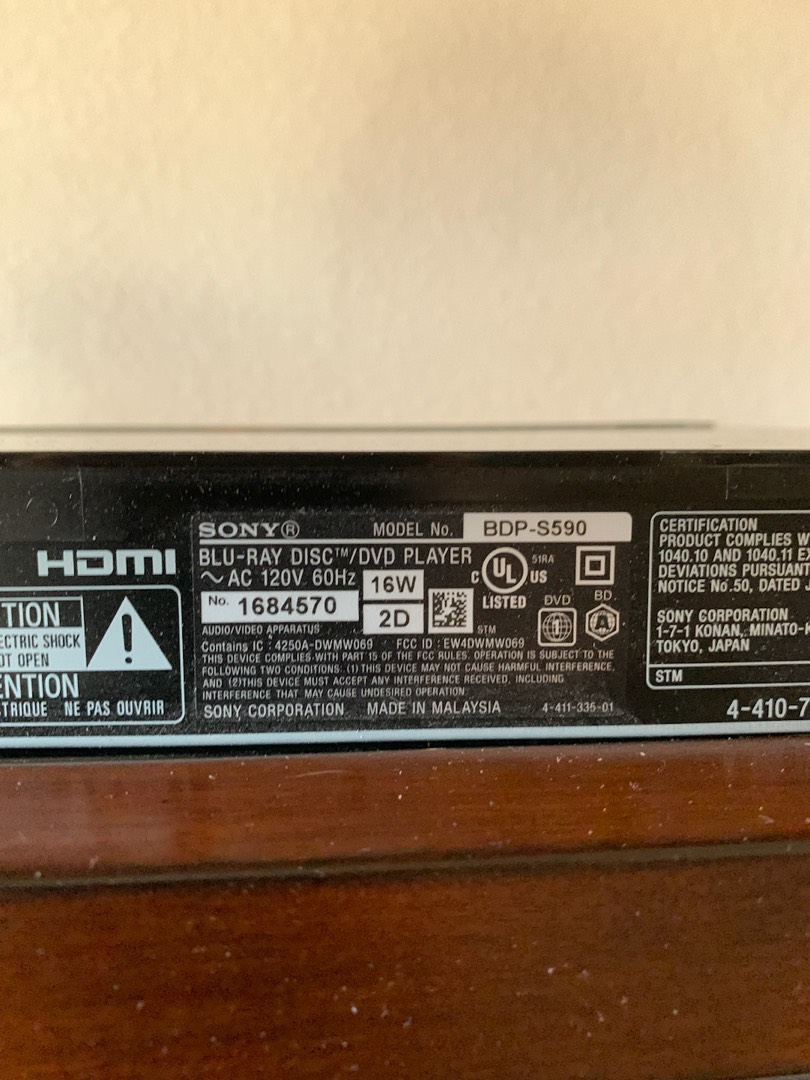 HDMI
TION
ECTRIC SHOCK
OT OPEN
ENTION
CTRIQUE NE PAS OUVRIR
SONY® MODEL No. BDP-S590
BLU-RAY DISC™/DVD PLAYER
～ AC 120V 60Hz 16W
No. 1684570 2D
C UL US 51RA
LISTED
DVD BD
STM
AUDIO/VIDEO APPARATUS
Contains IC : 4250A-DWMW069 FCC ID : EW4DWMW069
THIS DEVICE COMPLIES WITH PART 15 OF THE FCC RULES. OPERATION IS SUBJECT TO THE
FOLLOWING TWO CONDITIONS. (1) THIS DEVICE MAY NOT CAUSE HARMFUL INTERFERENCE,
AND (2)THIS DEVICE MUST ACCEPT ANY INTERFERENCE RECEIVED, INCLUDING
INTERFERENCE THAT MAY CAUSE UNDESIRED OPERATION.
SONY CORPORATION MADE IN MALAYSIA 4-411-335-01
CERTIFICATION
PRODUCT COMPLIES W
1040.10 AND 1040.11 EX
DEVIATIONS PURSUANT
NOTICE No.50, DATED
SONY CORPORATION
1-7-1 KONAN, MINATO-K
TOKYO, JAPAN
STM
4-410-7